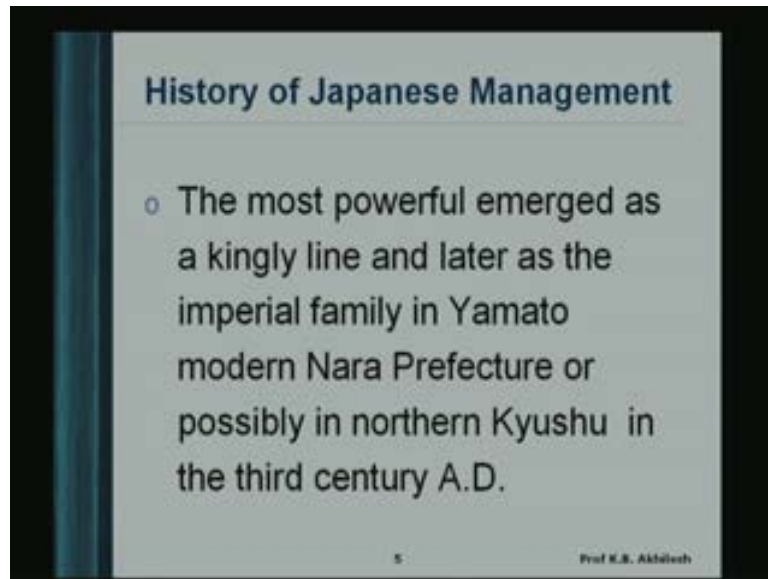 History of Japanese Management
o The most powerful emerged as
a kingly line and later as the
imperial family in Yamato
modern Nara Prefecture or
possibly in northern Kyushu in
the third century A.D.
5
Prof K.B. Akhilesh